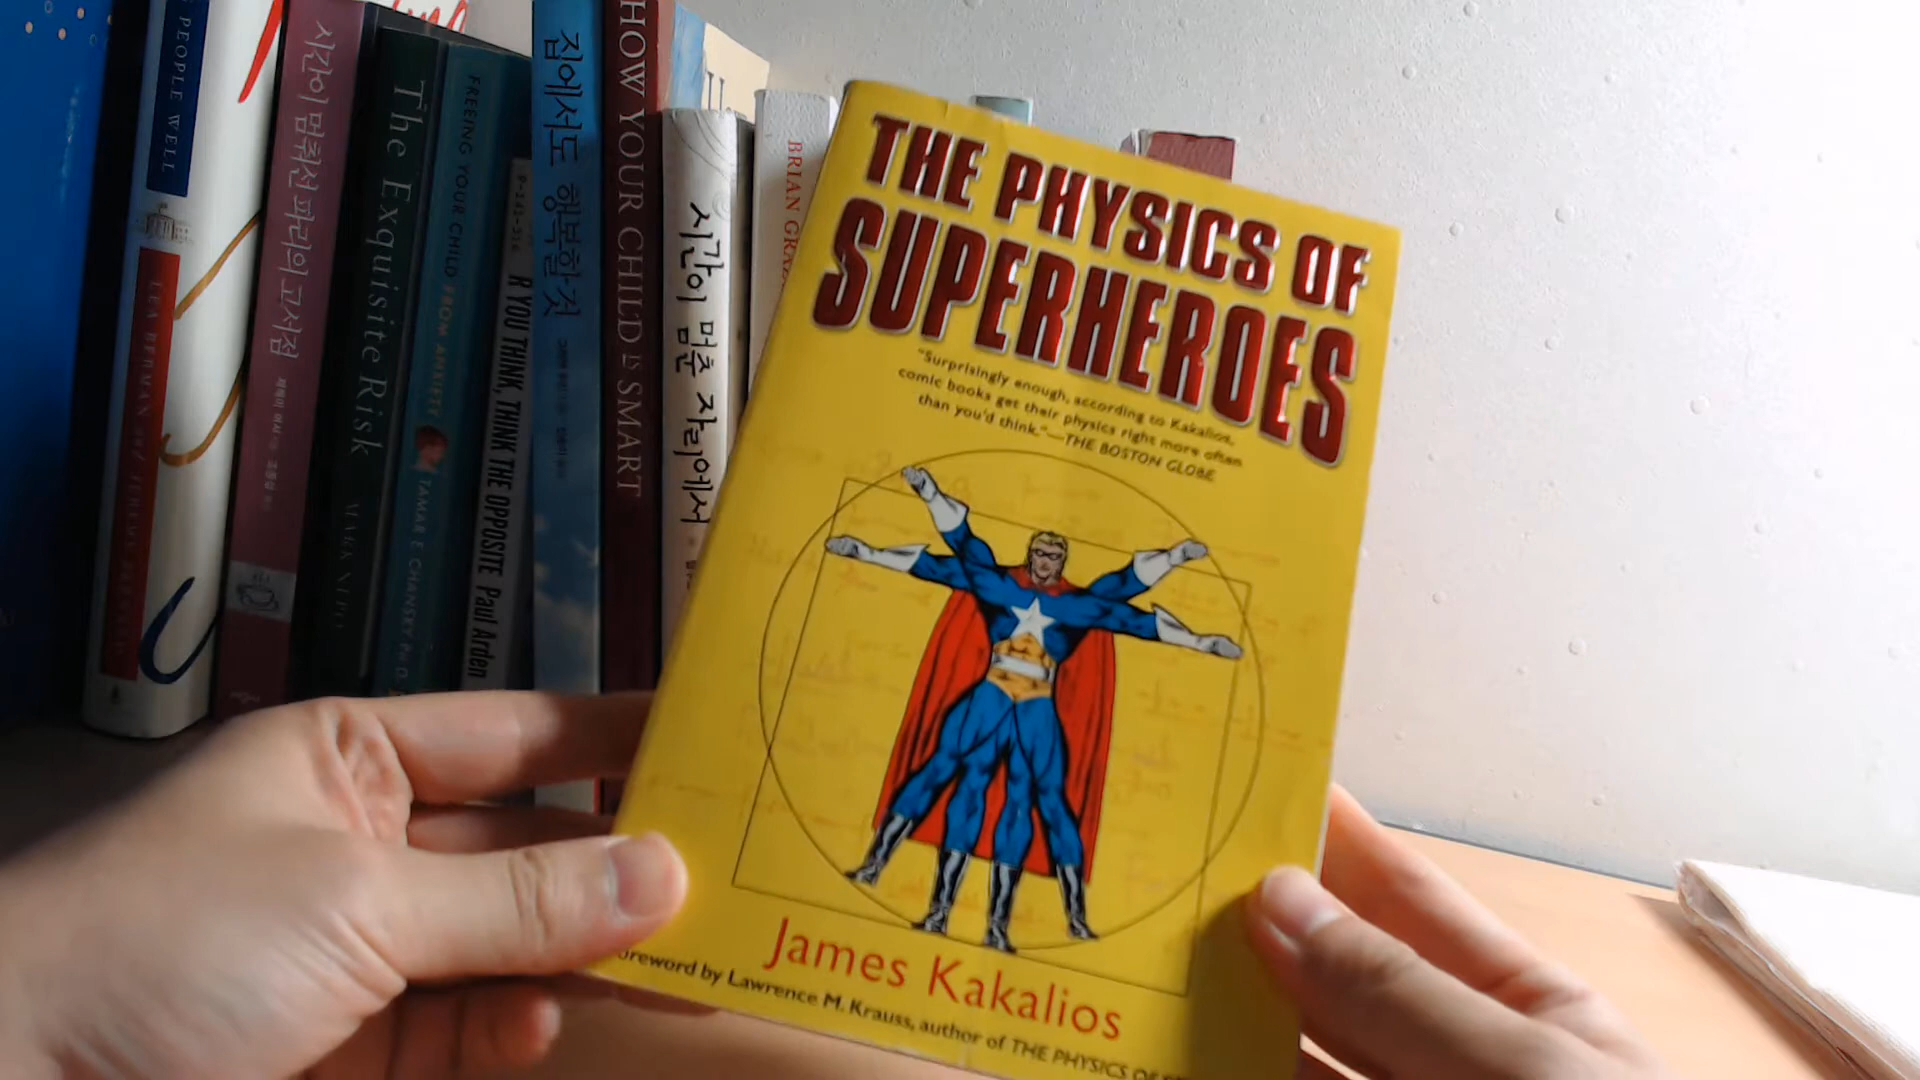 PEOPLE WELL
LEA BERMAN
시간이 멈춰선 파리의 고서점
The Exquisite Risk
MARK NEPO
FREEING YOUR CHILD FROM ANXIETY
TAMAR E. CHANSKY, Ph.D.
R YOU THINK, THINK THE OPPOSITE Paul Arden
집에서도 행복할 것
HOW YOUR CHILD IS SMART
시간이 멈춘 자리에서
BRIAN
THE PHYSICS OF
SUPERHEROES
"Surprisingly enough, according to Kakalios,
comic books get their physics right more often
than you'd think."—THE BOSTON GLOBE
James Kakalios
oreword by Lawrence M. Krauss, author of THE PHYSICS OF